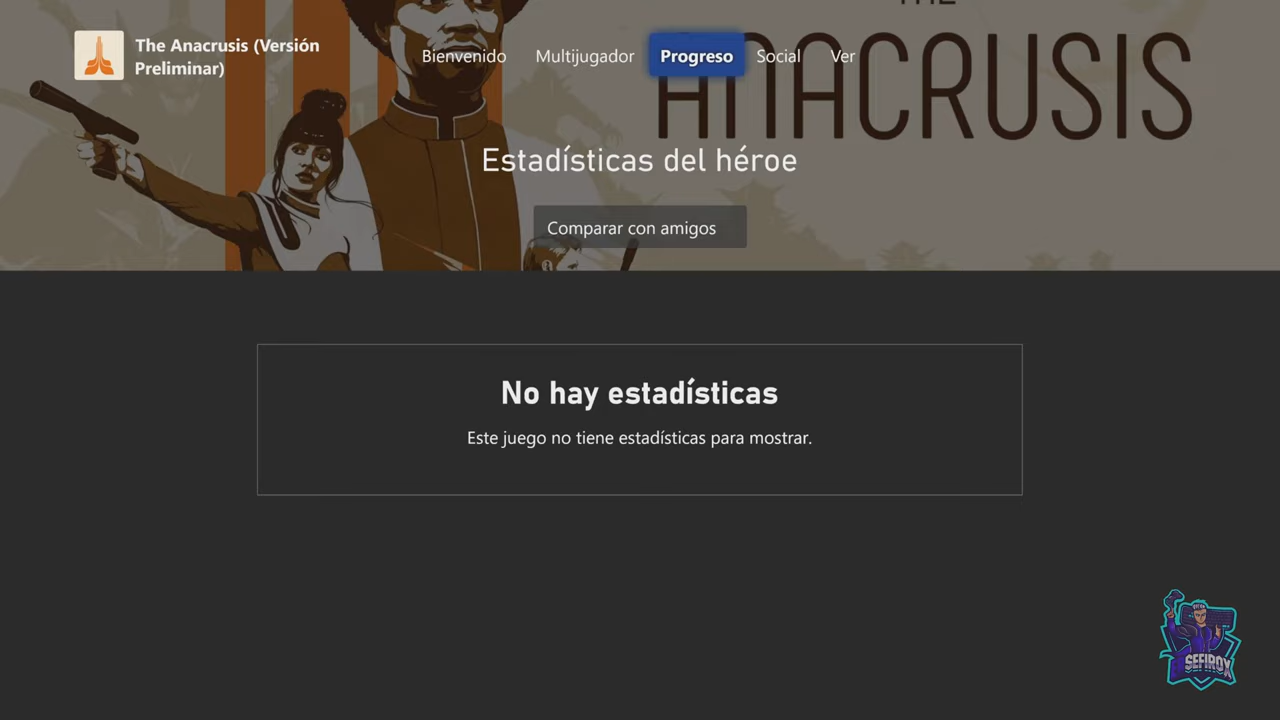 The Anacrusis (Versión
Preliminar)
Bienvenido
Multijugador
Progreso
Social
Ver
THE
ANACRUSIS
Estadísticas del héroe
Comparar con amigos
No hay estadísticas
Este juego no tiene estadísticas para mostrar.
SEFIROX